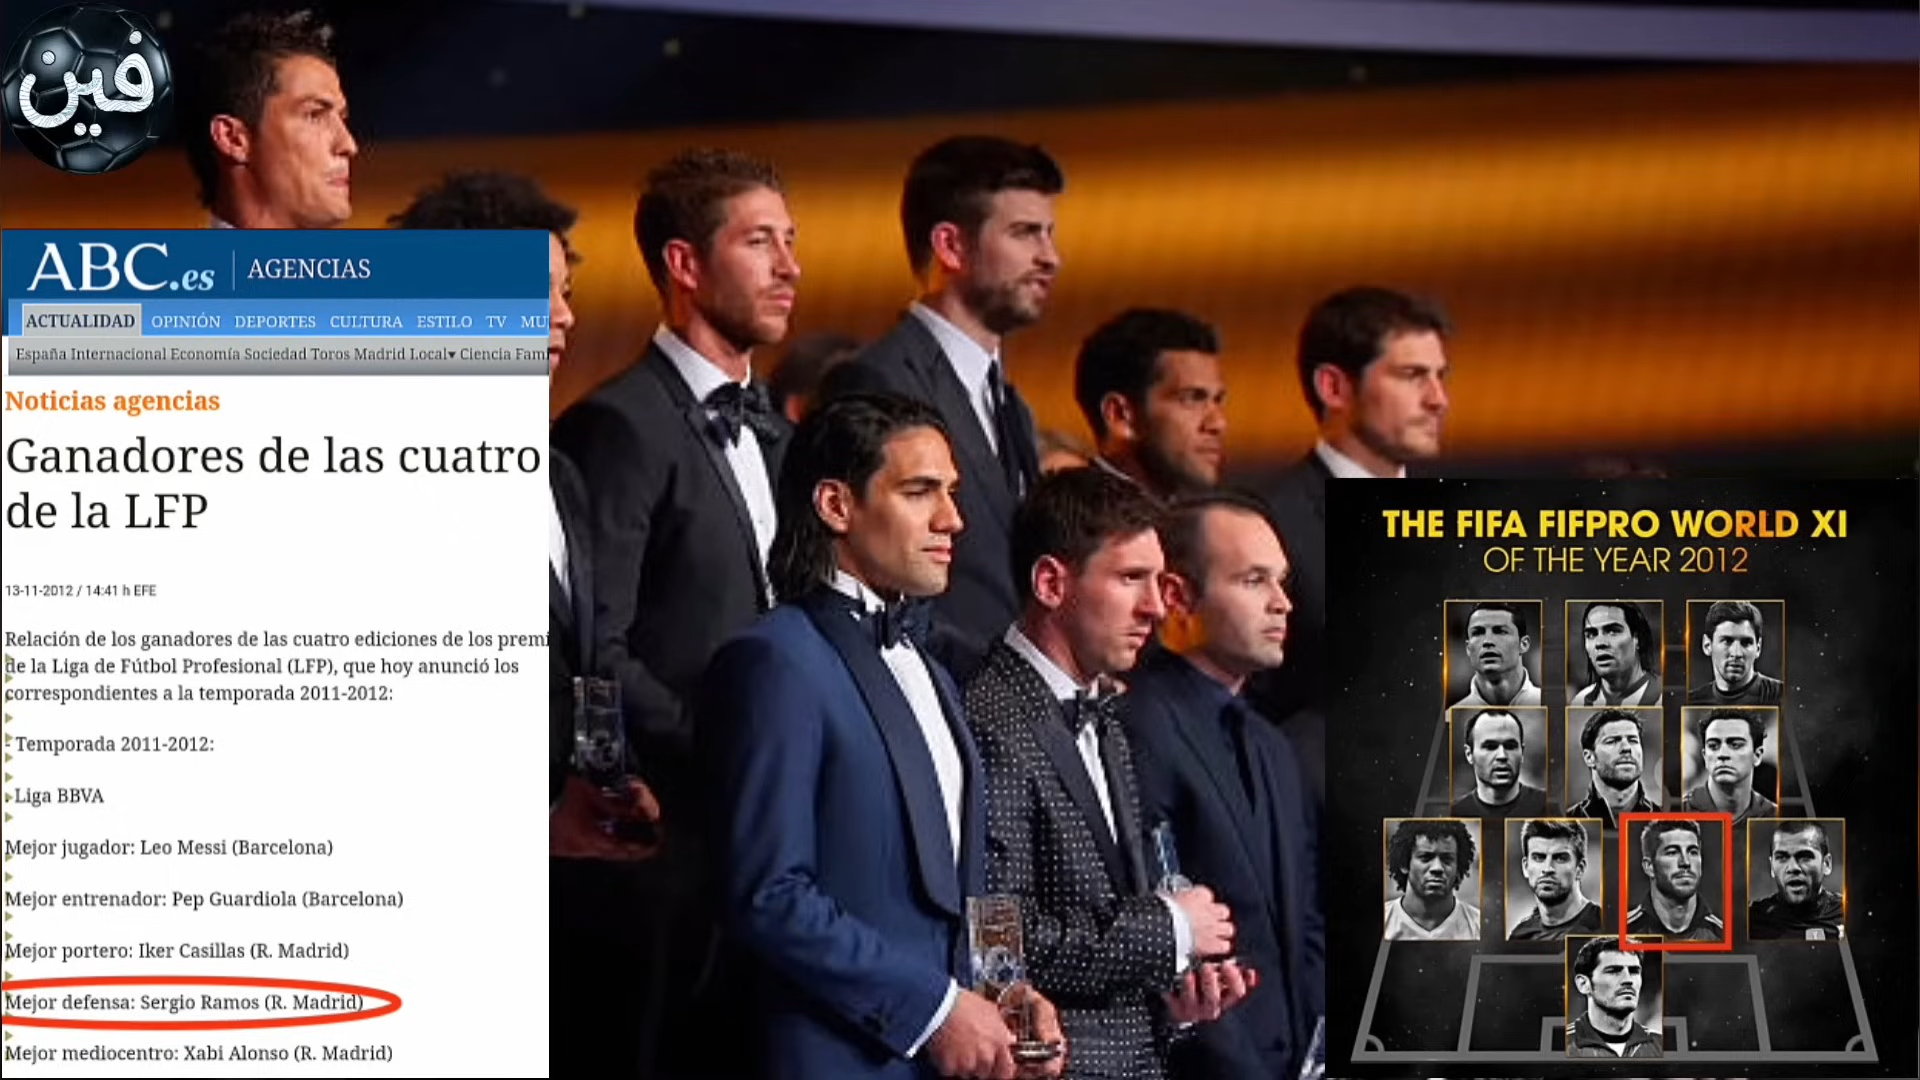 فين
ABC.es AGENCIAS
ACTUALIDAD OPINIÓN DEPORTES CULTURA ESTILO TV MU
España Internacional Economía Sociedad Toros Madrid Local Ciencia Fam
Noticias agencias
Ganadores de las cuatro
de la LFP
13-11-2012 / 14:41 h EFE
Relación de los ganadores de las cuatro ediciones de los premi
de la Liga de Fútbol Profesional (LFP), que hoy anunció los
correspondientes a la temporada 2011-2012:
- Temporada 2011-2012:
. Liga BBVA
Mejor jugador: Leo Messi (Barcelona)
Mejor entrenador: Pep Guardiola (Barcelona)
Mejor portero: Iker Casillas (R. Madrid)
Mejor defensa: Sergio Ramos (R. Madrid)
Mejor mediocentro: Xabi Alonso (R. Madrid)
THE FIFA FIFPRO WORLD XI
OF THE YEAR 2012